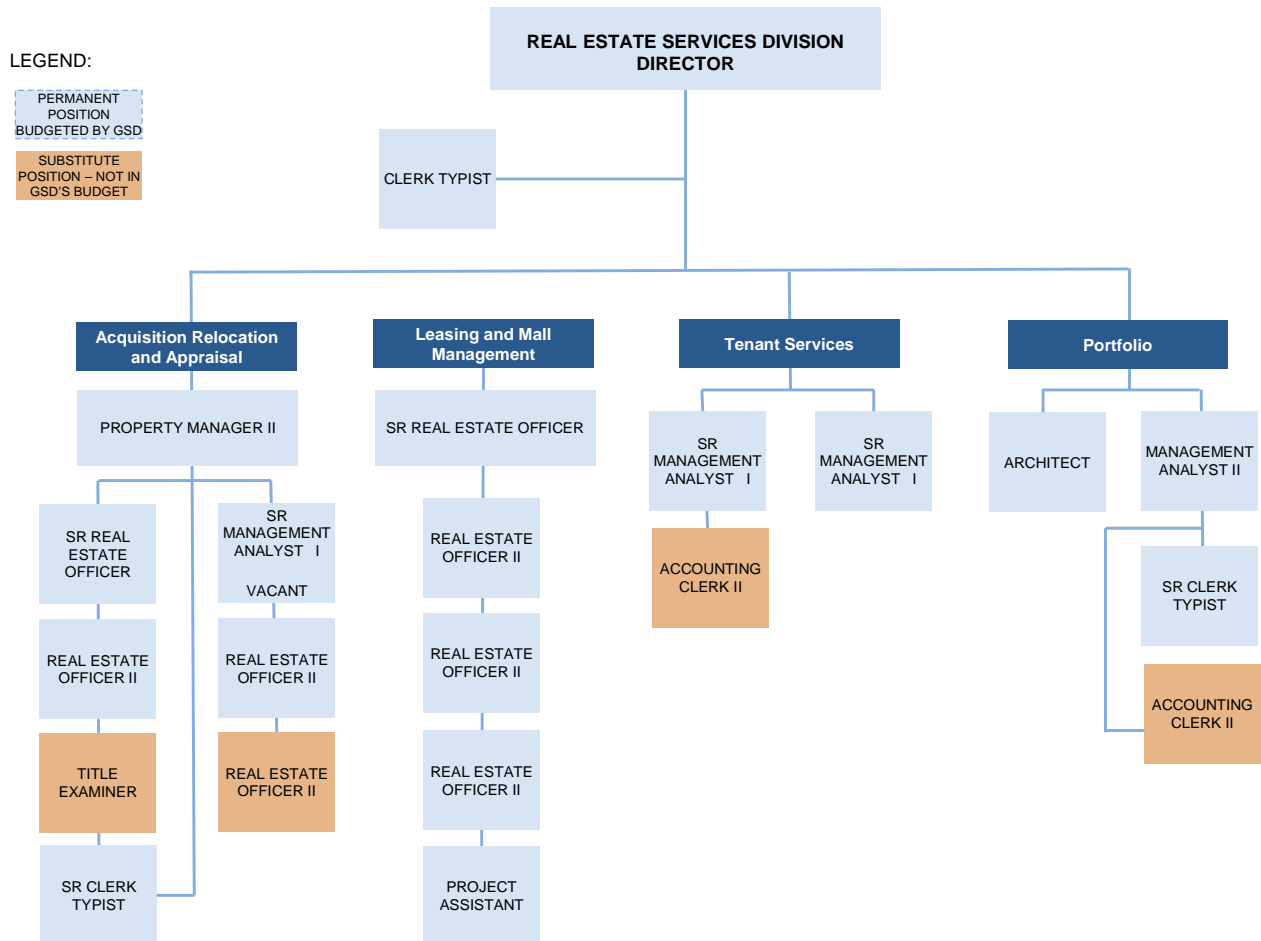 REAL ESTATE SERVICES DIVISION
DIRECTOR
LEGEND:
PERMANENT
POSITION
BUDGETED BY GSD
SUBSTITUTE
POSITION – NOT IN
GSD'S BUDGET
CLERK TYPIST
Acquisition Relocation
and Appraisal
Leasing and Mall
Management
Tenant Services
Portfolio
PROPERTY MANAGER II
SR REAL
ESTATE
OFFICER
SR
MANAGEMENT
ANALYST I
VACANT
REAL ESTATE
OFFICER II
REAL ESTATE
OFFICER II
TITLE
EXAMINER
REAL ESTATE
OFFICER II
SR CLERK
TYPIST
SR REAL ESTATE OFFICER
REAL ESTATE
OFFICER II
REAL ESTATE
OFFICER II
REAL ESTATE
OFFICER II
PROJECT
ASSISTANT
SR
MANAGEMENT
ANALYST I
SR
MANAGEMENT
ANALYST I
ACCOUNTING
CLERK II
ARCHITECT
MANAGEMENT
ANALYST II
SR CLERK
TYPIST
ACCOUNTING
CLERK II